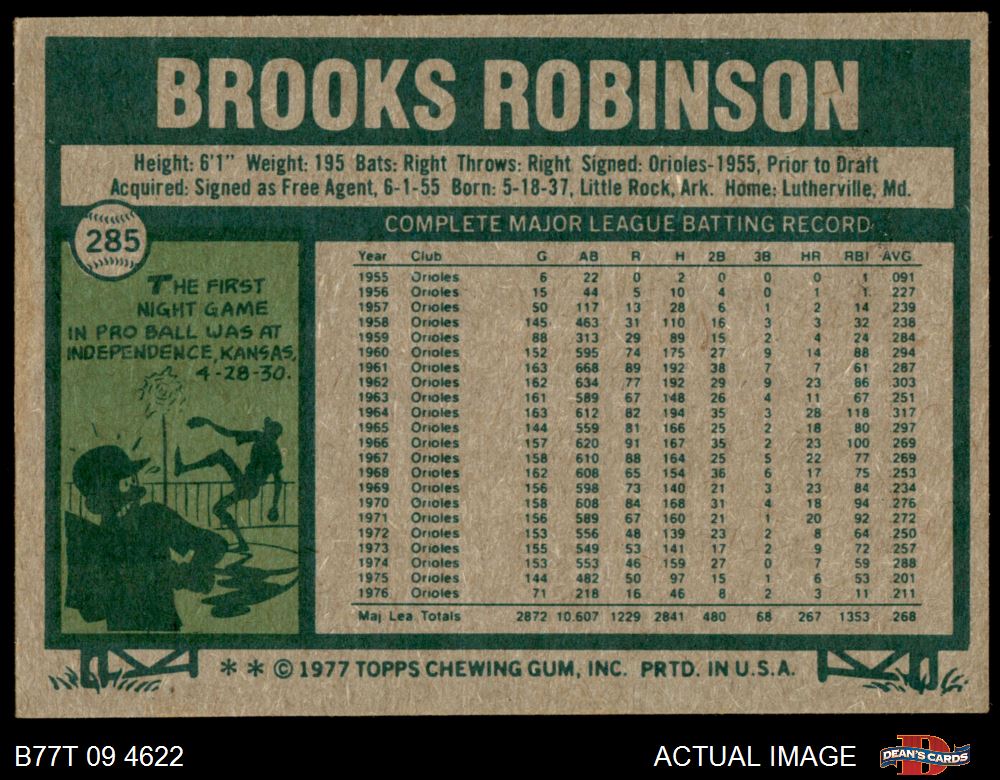 BROOKS ROBINSON
Height: 6'1" Weight: 195 Bats: Right Throws: Right Signed: Orioles-1955, Prior to Draft
Acquired: Signed as Free Agent, 6-1-55 Born: 5-18-37, Little Rock, Ark. Home: Lutherville, Md.
285
THE FIRST
NIGHT GAME
IN PRO BALL WAS AT
INDEPENDENCE, KANSAS,
4-28-30.
COMPLETE MAJOR LEAGUE BATTING RECORD
Year Club G AB R H 2B 3B HR RBI AVG.
1955 Orioles 6 22 0 2 0 0 0 1 .091
1956 Orioles 15 44 5 10 4 0 1 1 .227
1957 Orioles 50 117 13 28 6 1 2 14 .239
1958 Orioles 145 463 31 110 16 3 3 32 .238
1959 Orioles 88 313 29 89 15 2 4 24 .284
1960 Orioles 152 595 74 175 27 9 14 88 .294
1961 Orioles 163 668 89 192 38 7 7 61 .287
1962 Orioles 162 634 77 192 29 9 23 86 .303
1963 Orioles 161 589 67 148 26 4 11 67 .251
1964 Orioles 163 612 82 194 35 3 28 118 .317
1965 Orioles 144 559 81 166 25 2 18 80 .297
1966 Orioles 157 620 91 167 35 2 23 100 .269
1967 Orioles 158 610 88 164 25 5 22 77 .269
1968 Orioles 162 608 65 154 36 6 17 75 .253
1969 Orioles 156 598 73 140 21 3 23 84 .234
1970 Orioles 158 608 84 168 31 4 18 94 .276
1971 Orioles 156 589 67 160 21 1 20 92 .272
1972 Orioles 153 556 48 139 23 2 8 64 .250
1973 Orioles 155 549 53 141 17 2 9 72 .257
1974 Orioles 153 553 46 159 27 0 7 59 .288
1975 Orioles 144 482 50 97 15 1 6 53 .201
1976 Orioles 71 218 16 46 8 2 3 11 .211
Maj Lea Totals 2872 10,607 1229 2841 480 68 267 1353 .268
** © 1977 TOPPS CHEWING GUM, INC. PRTD. IN U.S.A.
B77T 09 4622
ACTUAL IMAGE
DEAN'S CARDS